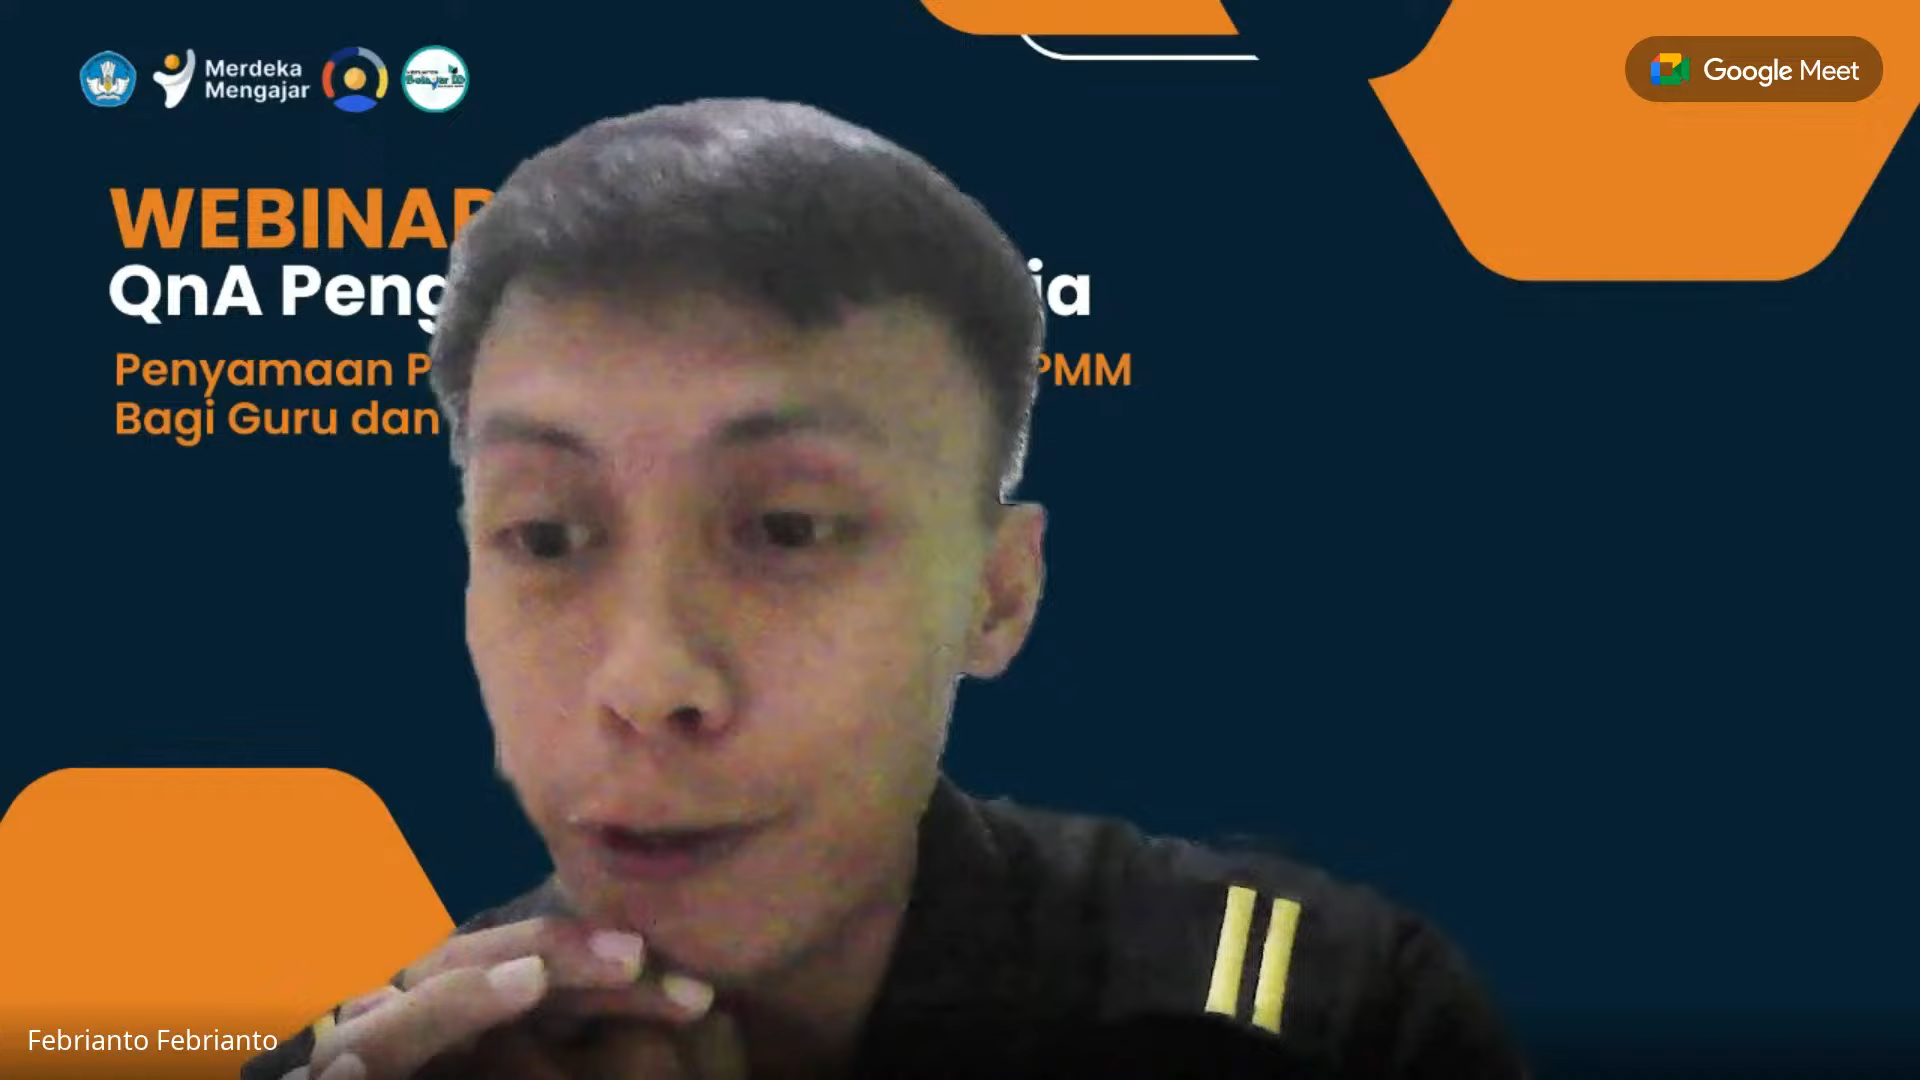 Merdeka
Mengajar
Google Meet
WEBINAR
QnA Peng ia
Penyamaan P PMM
Bagi Guru dan
Febrianto Febrianto